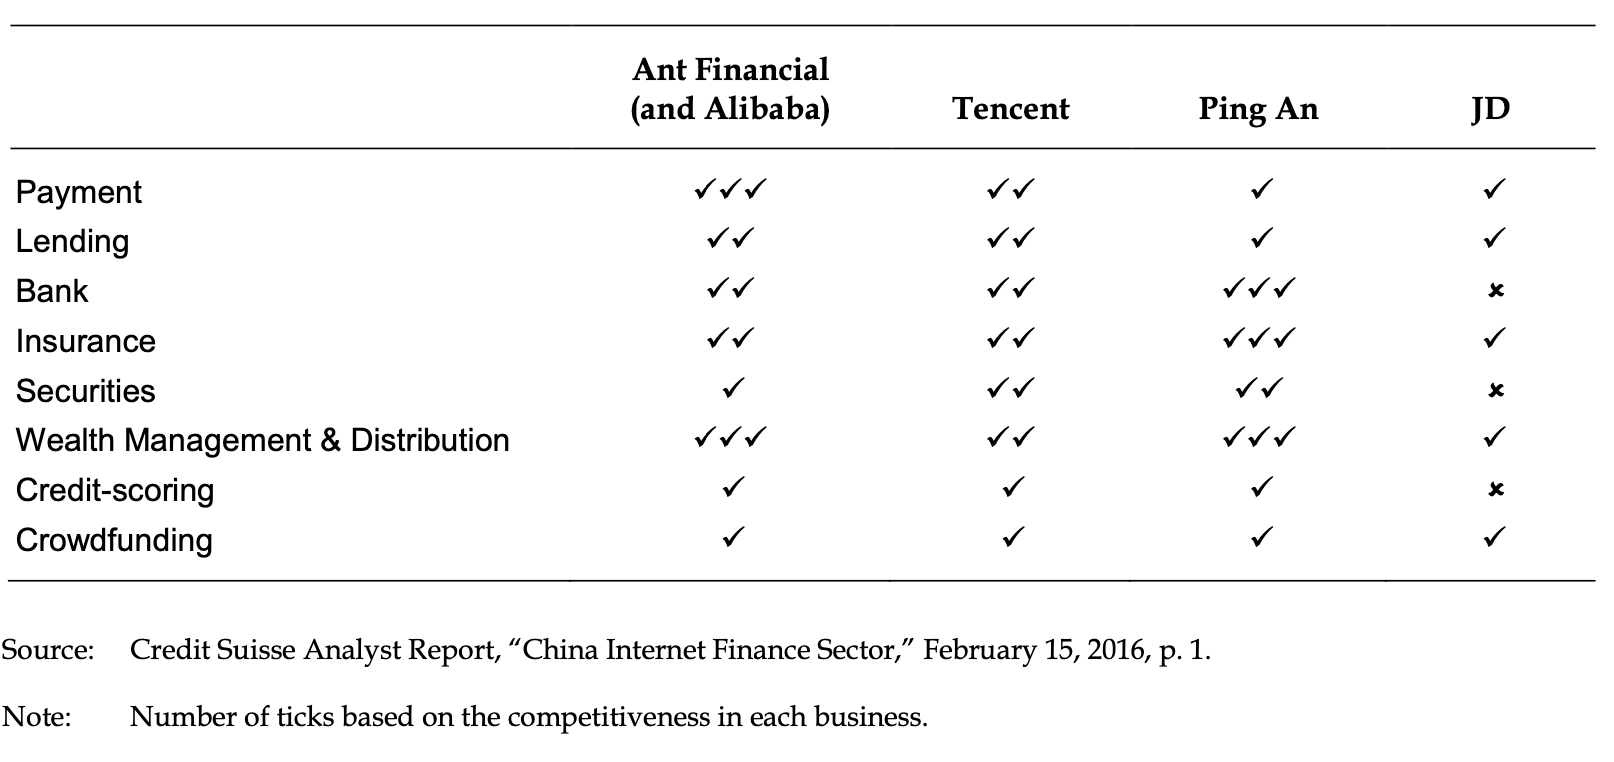 Ant Financial
(and Alibaba) Tencent Ping An JD
Payment ✓✓✓ ✓✓ ✓ ✓
Lending ✓✓ ✓✓ ✓ ✓
Bank ✓✓ ✓✓ ✓✓✓ ✘
Insurance ✓✓ ✓✓ ✓✓✓ ✓
Securities ✓ ✓✓ ✓✓ ✘
Wealth Management & Distribution ✓✓✓ ✓✓ ✓✓✓ ✓
Credit-scoring ✓ ✓ ✓ ✘
Crowdfunding ✓ ✓ ✓ ✓
Source: Credit Suisse Analyst Report, “China Internet Finance Sector,” February 15, 2016, p. 1.
Note: Number of ticks based on the competitiveness in each business.